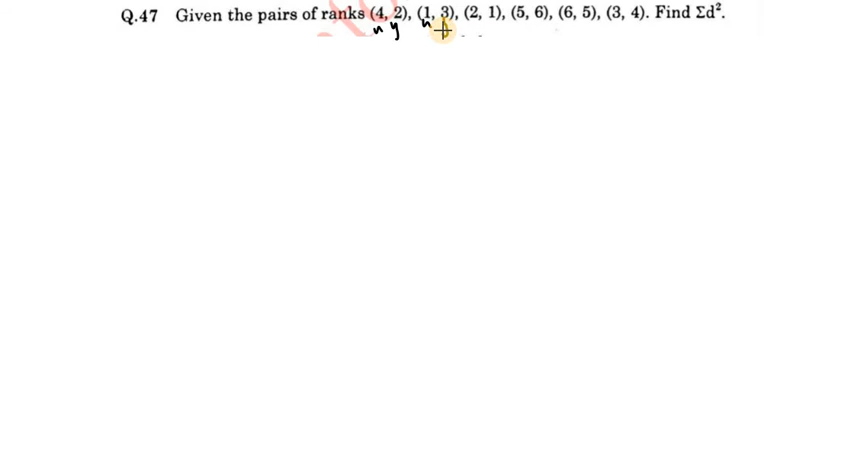 Q.47 Given the pairs of ranks (4, 2), (1, 3), (2, 1), (5, 6), (6, 5), (3, 4). Find Σd².
x y x y